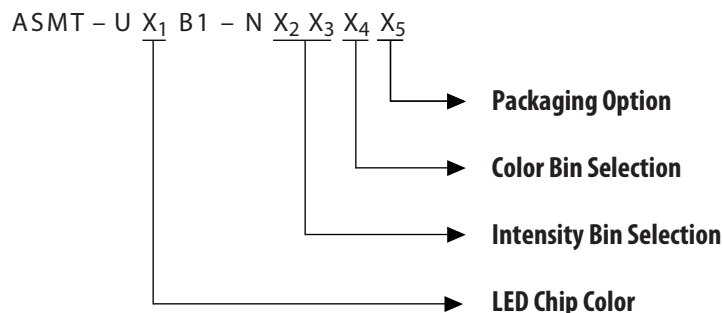 ASMT – U X₁ B1 – N X₂ X₃ X₄ X₅
Packaging Option
Color Bin Selection
Intensity Bin Selection
LED Chip Color